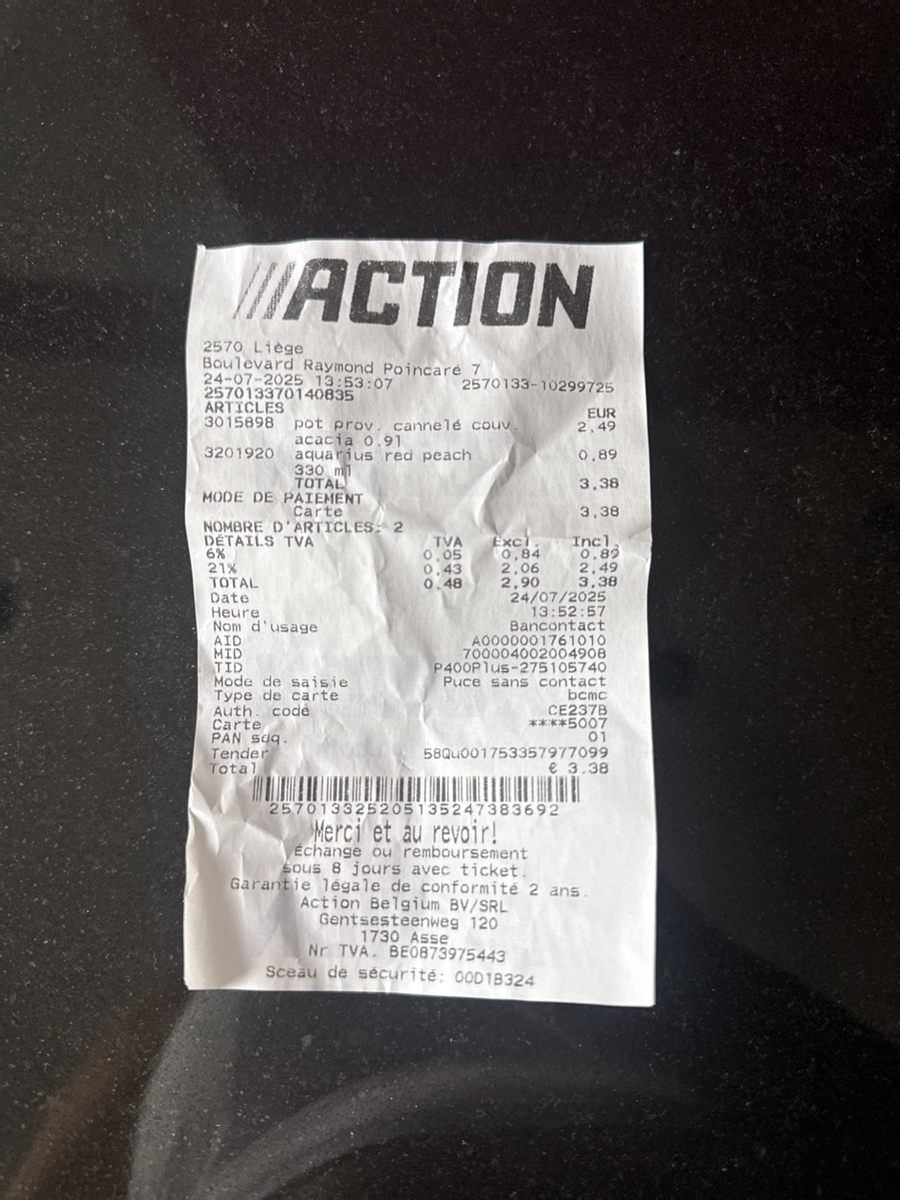 ///ACTION
2570 Liège
Boulevard Raymond Poincaré 7
24-07-2025 13:53:07 2570133-10299725
257013370140835
ARTICLES EUR
3015898 pot prov. cannelé couv. 2,49
acacia 0.91
3201920 aquarius red peach 0,89
330 ml
TOTAL 3,38
MODE DE PAIEMENT
Carte 3,38
NOMBRE D'ARTICLES: 2
DÉTAILS TVA TVA Excl. Incl.
6% 0,05 0,84 0,89
21% 0,43 2,06 2,49
TOTAL 0,48 2,90 3,38
Date 24/07/2025
Heure 13:52:57
Nom d'usage Bancontact
AID A0000001761010
MID 700004002004908
TID P400Plus-275105740
Mode de saisie Puce sans contact
Type de carte bcmc
Auth. code CE237B
Carte ****5007
PAN séq. 01
Tender 58Qu001753357977099
Total € 3.38
2570133252051352473​83692
Merci et au revoir!
Échange ou remboursement
sous 8 jours avec ticket.
Garantie légale de conformité 2 ans.
Action Belgium BV/SRL
Gentsesteenweg 120
1730 Asse
Nr TVA. BE0873975443
Sceau de sécurité: 00D1B324